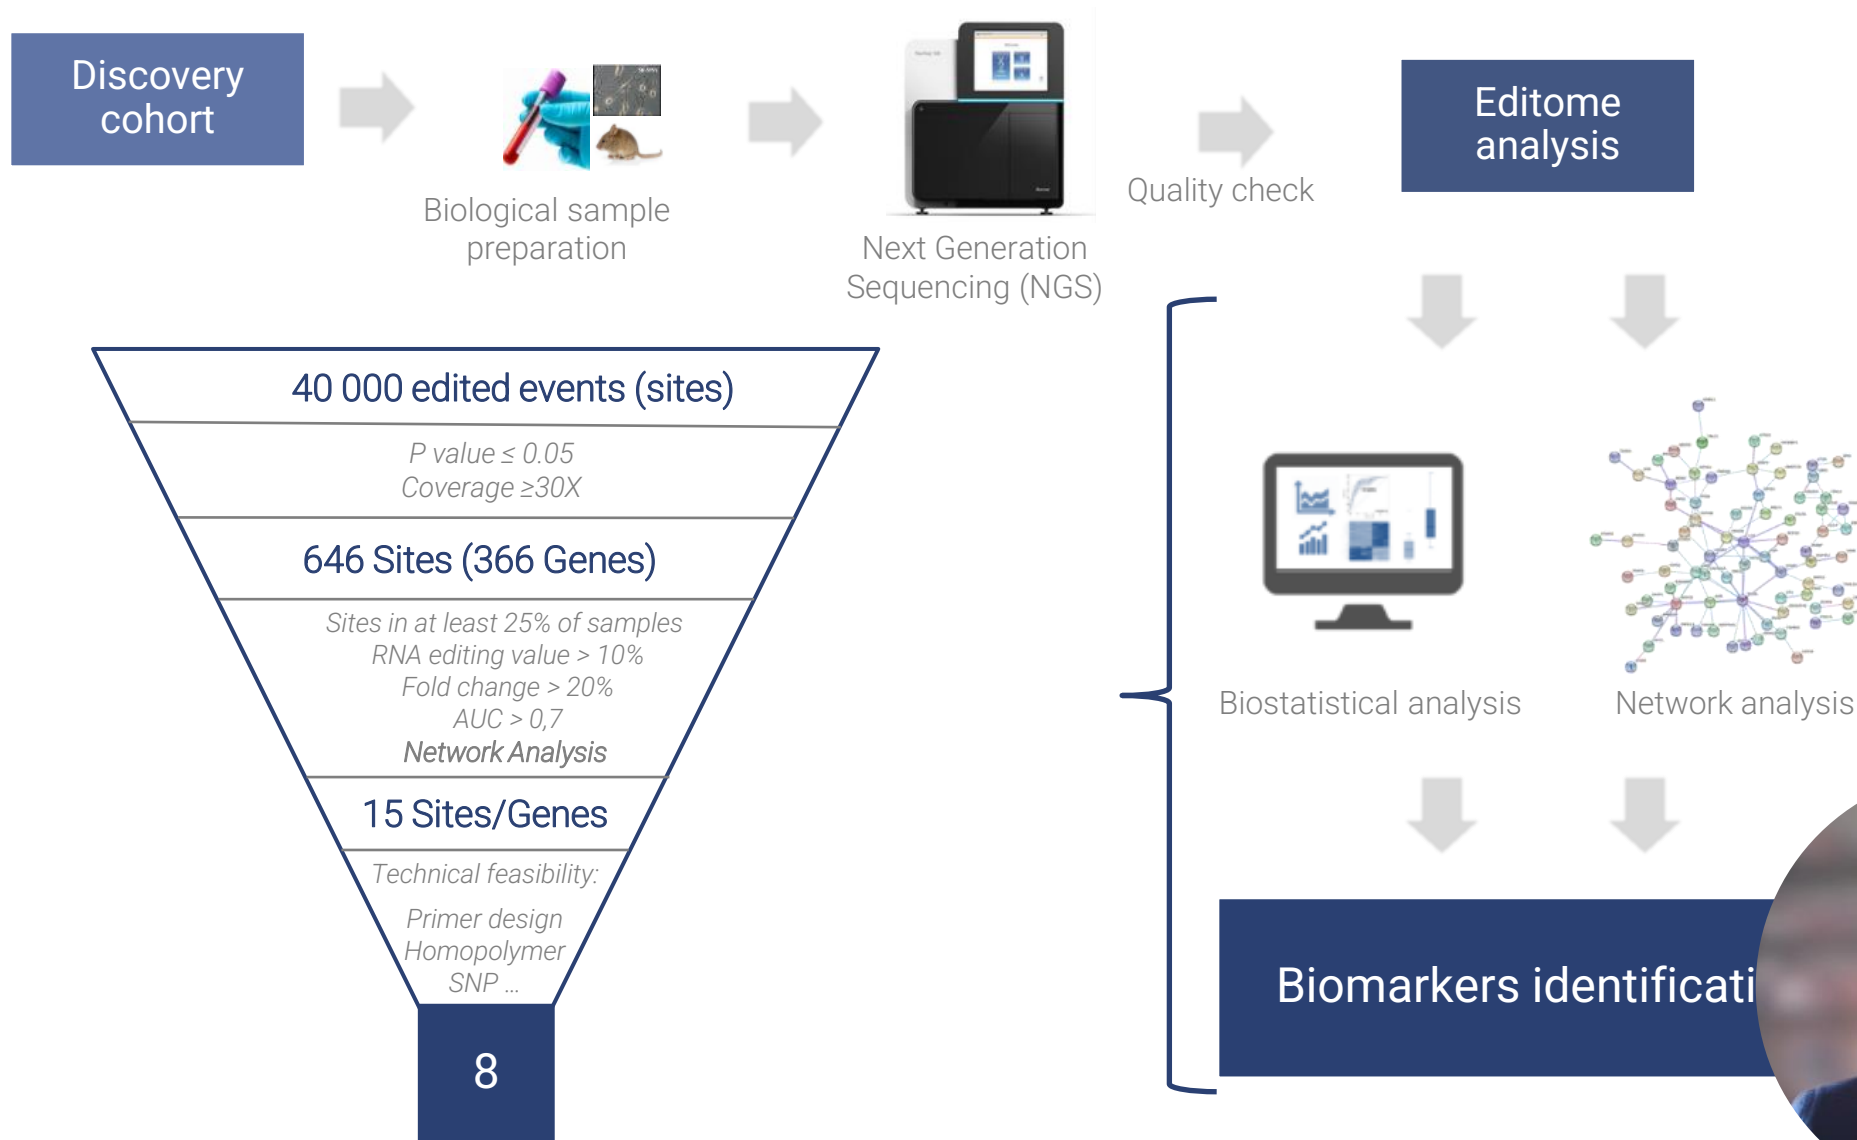 Discovery
cohort
Biological sample
preparation
Next Generation
Sequencing (NGS)
Quality check
Editome
analysis
40 000 edited events (sites)
P value ≤ 0.05
Coverage ≥30X
646 Sites (366 Genes)
Sites in at least 25% of samples
RNA editing value > 10%
Fold change > 20%
AUC > 0,7
Network Analysis
15 Sites/Genes
Technical feasibility:
Primer design
Homopolymer
SNP ...
8
Biostatistical analysis
Network analysis
Biomarkers identificati